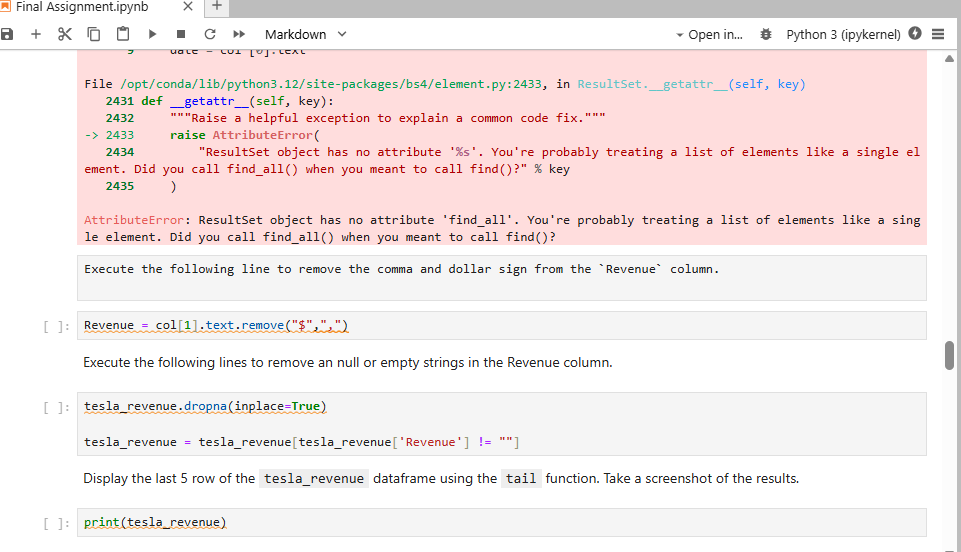 Final Assignment.ipynb
Markdown
Open in...
Python 3 (ipykernel)
9 date = col [0].text
File /opt/conda/lib/python3.12/site-packages/bs4/element.py:2433, in ResultSet.__getattr__(self, key)
2431 def __getattr__(self, key):
2432 """Raise a helpful exception to explain a common code fix."""
-> 2433 raise AttributeError(
2434 "ResultSet object has no attribute '%s'. You're probably treating a list of elements like a single el
ement. Did you call find_all() when you meant to call find()?" % key
2435 )
AttributeError: ResultSet object has no attribute 'find_all'. You're probably treating a list of elements like a sing
le element. Did you call find_all() when you meant to call find()?
Execute the following line to remove the comma and dollar sign from the `Revenue` column.
[ ]: Revenue = col[1].text.remove("$",",")
Execute the following lines to remove an null or empty strings in the Revenue column.
[ ]: tesla_revenue.dropna(inplace=True)
tesla_revenue = tesla_revenue[tesla_revenue['Revenue'] != ""]
Display the last 5 row of the tesla_revenue dataframe using the tail function. Take a screenshot of the results.
[ ]: print(tesla_revenue)